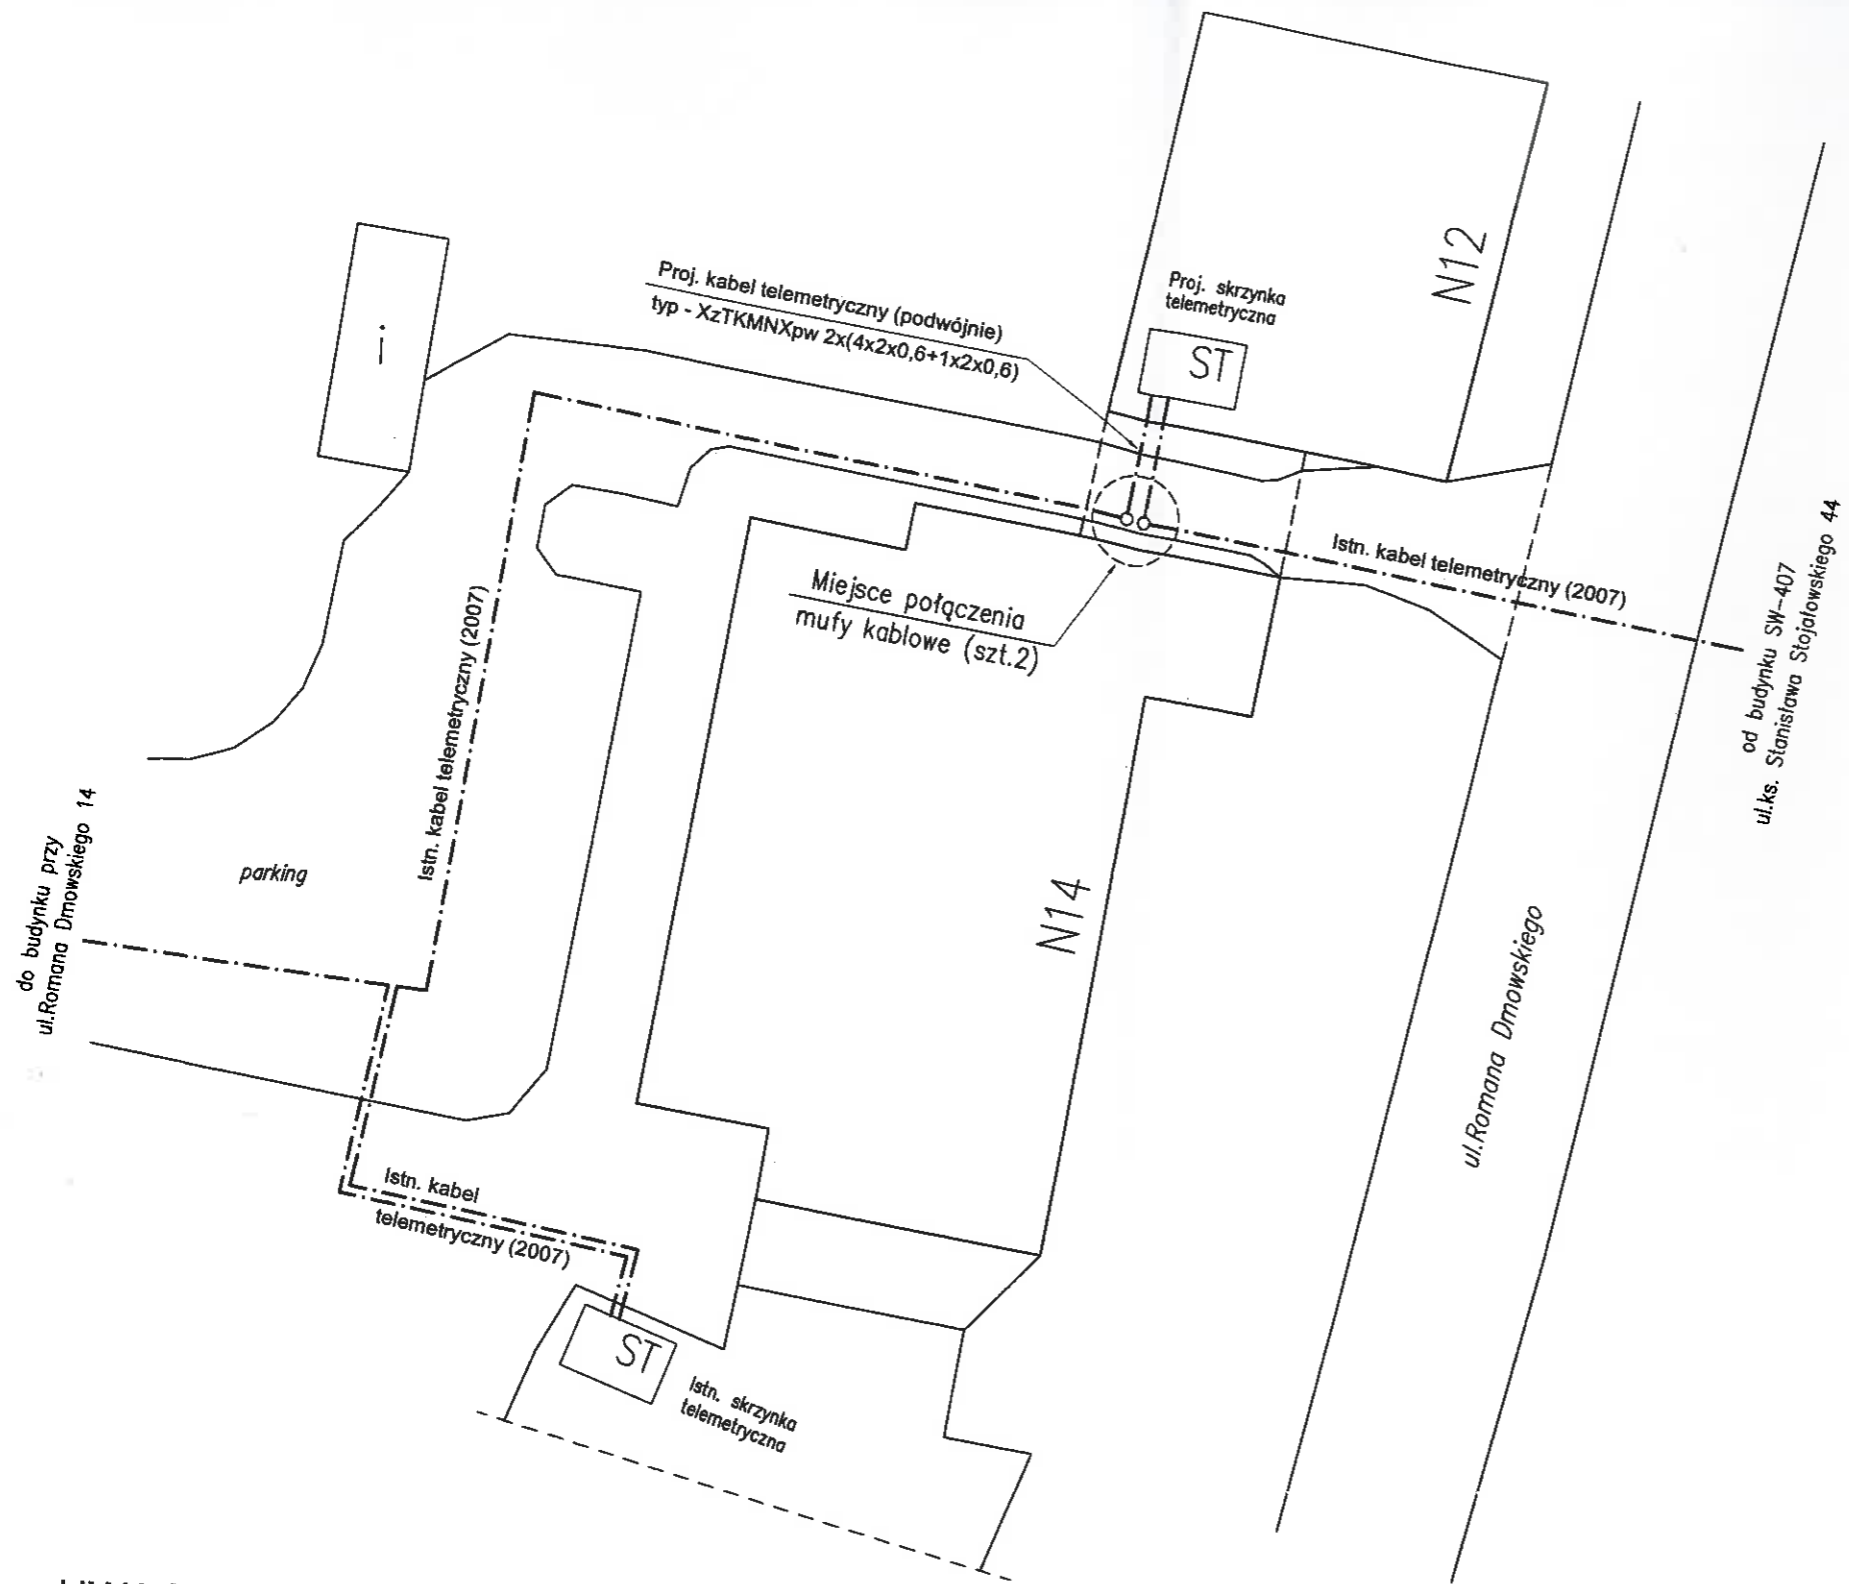 N12
Proj. skrzynka
telemetryczna
ST
Proj. kabel telemetryczny (podwójnie)
typ - XzTKMNXpw 2x(4x2x0,6+1x2x0,6)
i
Istn. kabel telemetryczny (2007)
od budynku SW-407
ul.ks. Stanisława Stojałowskiego 44
Miejsce połączenia
mufy kablowe (szt.2)
Istn. kabel telemetryczny (2007)
parking
do budynku przy
ul.Romana Dmowskiego 14
N14
ul.Romana Dmowskiego
Istn. kabel
telemetryczny (2007)
ST
Istn. skrzynka
telemetryczna